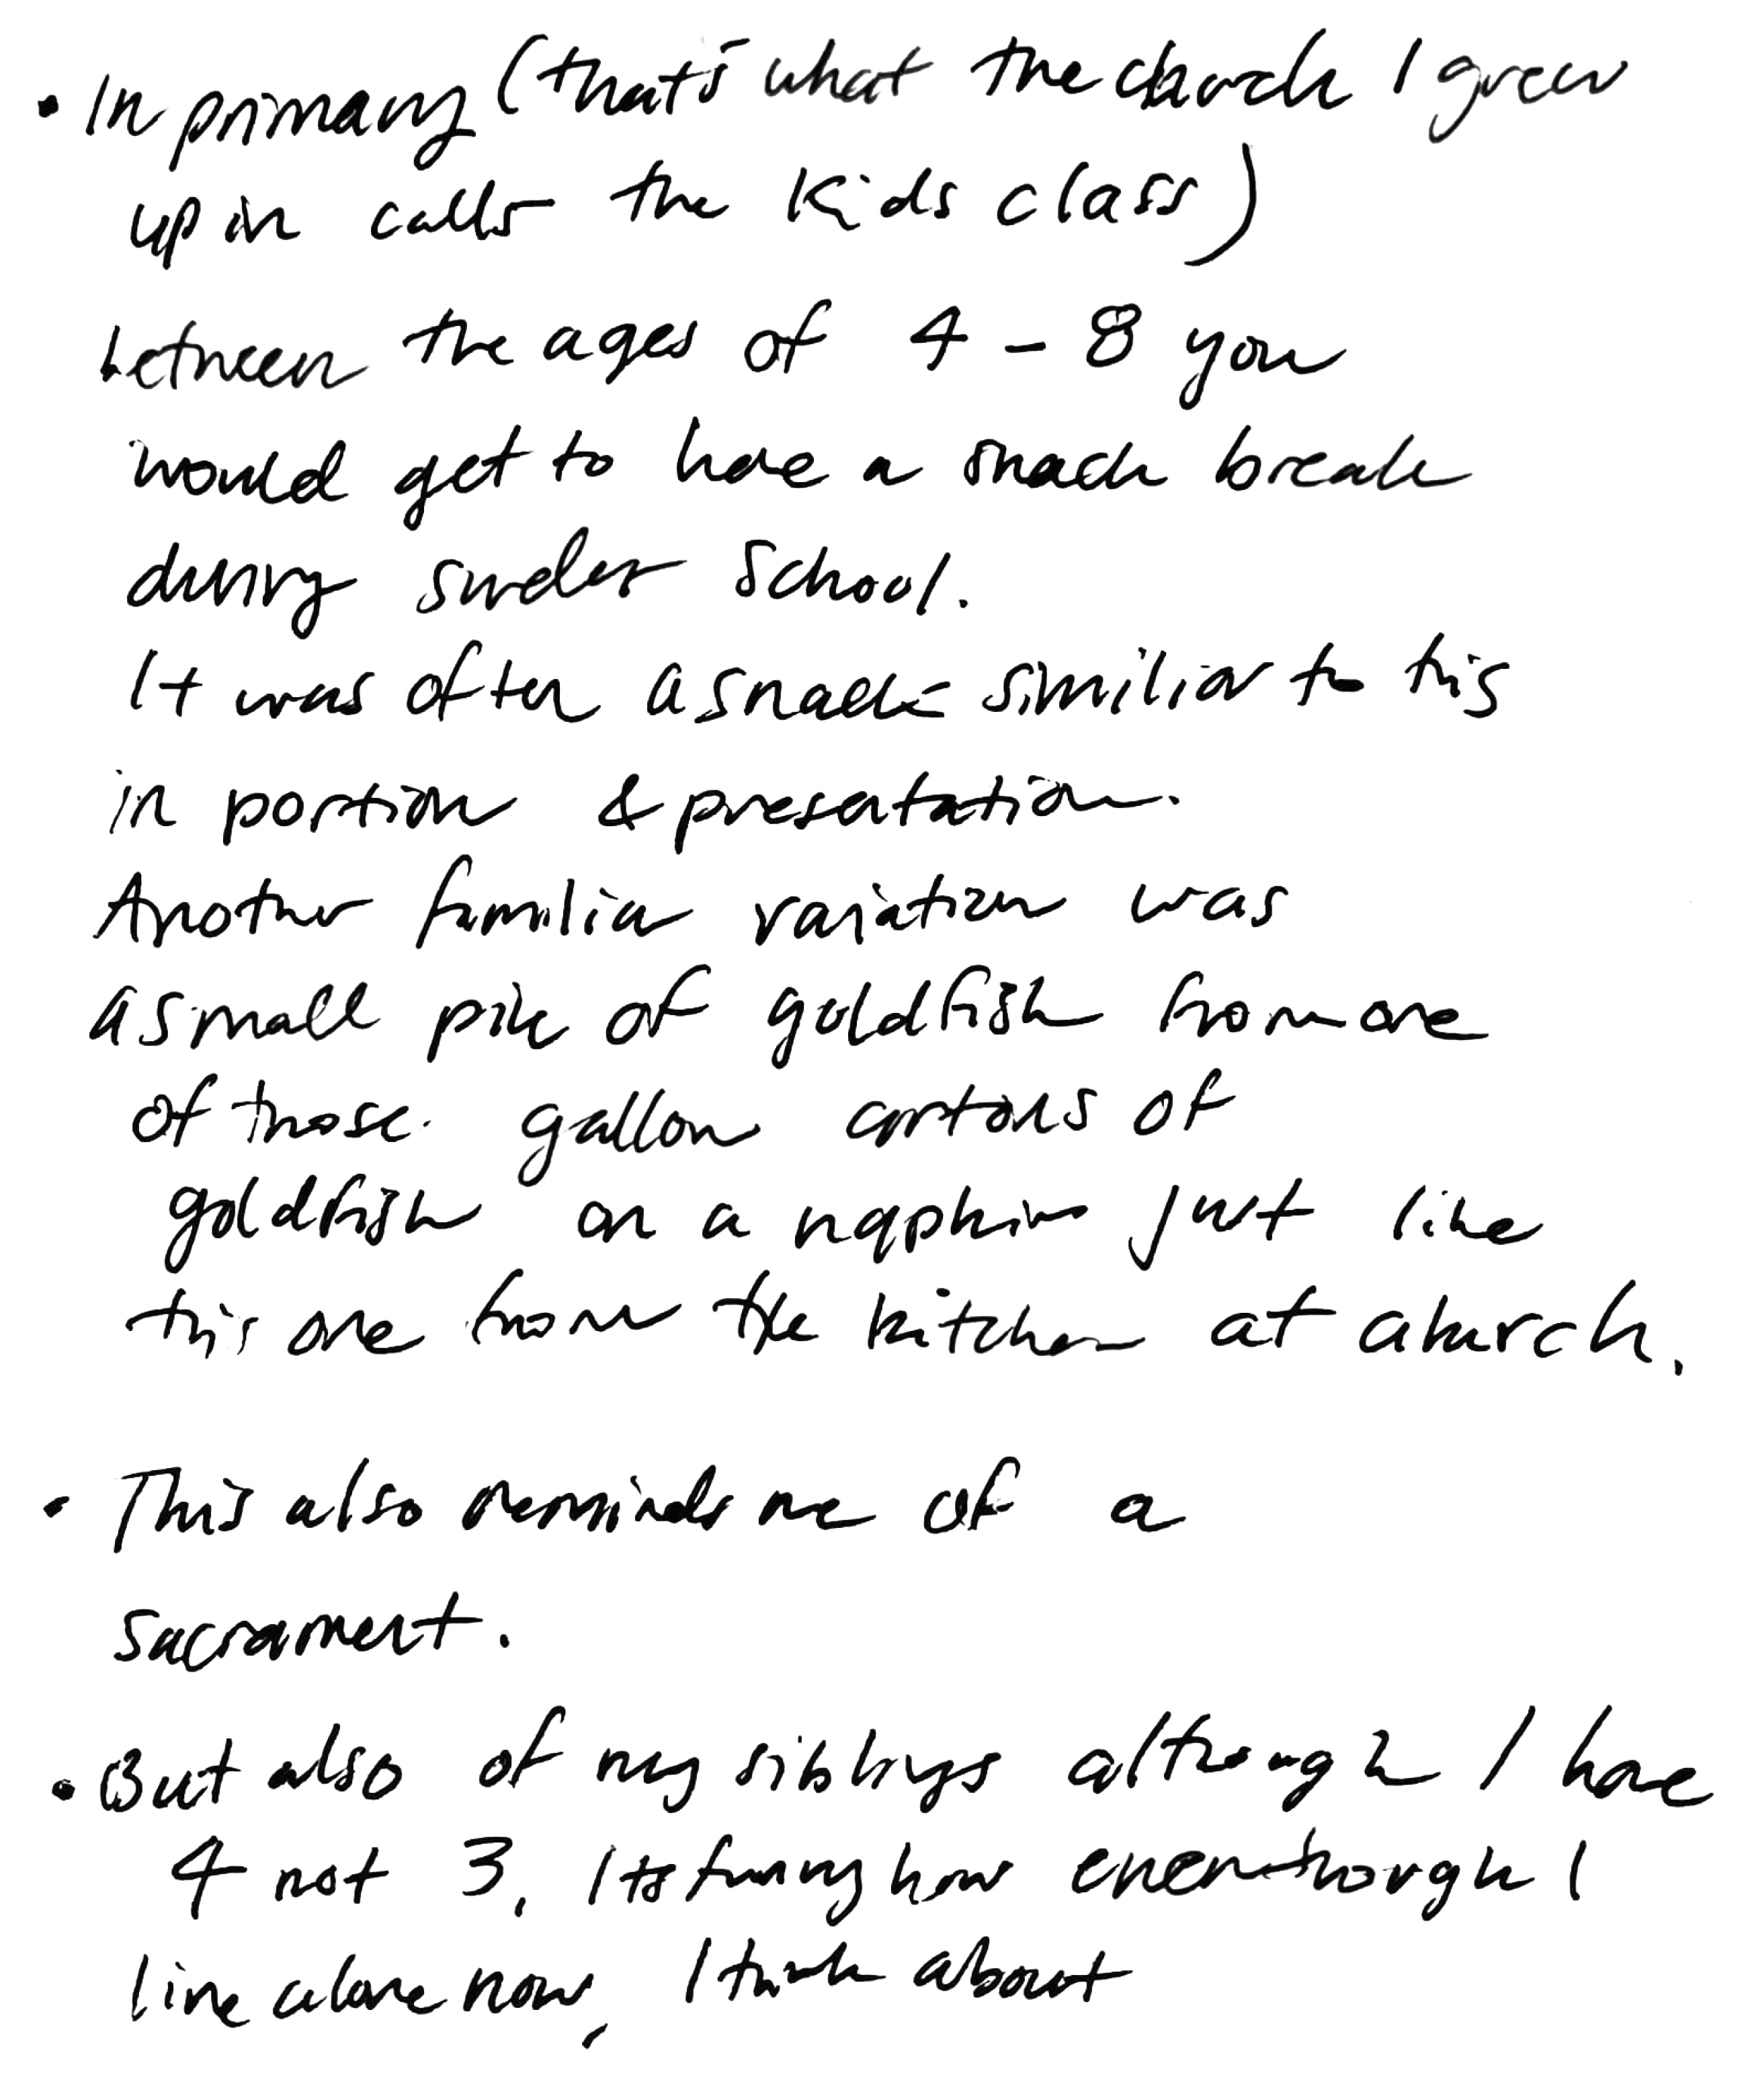 • In primary (that's what the church I grew
up in calls the Kids class)
between the ages of 4 - 8 you
would get to have a snack break
during School.
It was often a snack similiar to this
in portion & presentation.
Another familiar variation was
a small pile of goldfish from one
of those gallon cartons of
goldfish on a napkin just like
this one from the kitchen at church.
• This also reminds me of a
sacrament.
• But also of my siblings although I have
4 not 3, Its funny how eventhough I
live alone now, I think about